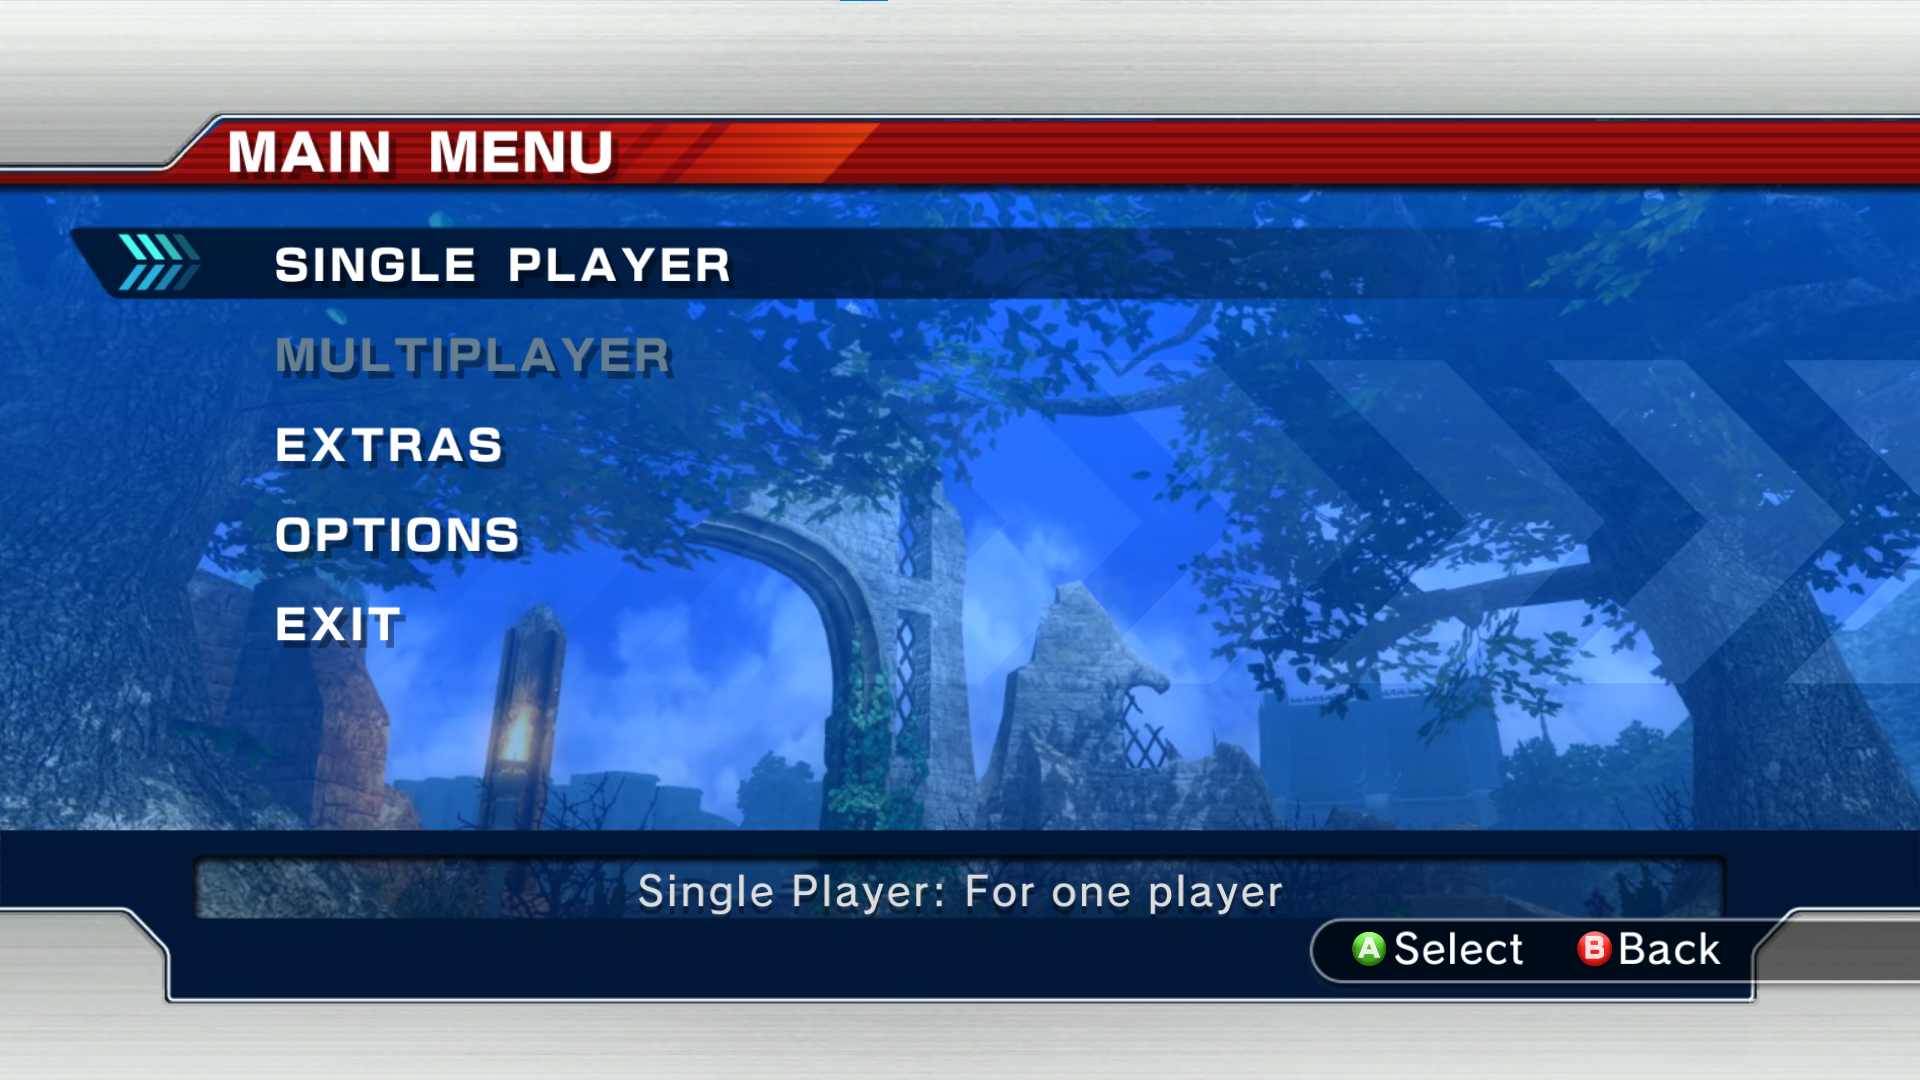 MAIN MENU
SINGLE PLAYER
MULTIPLAYER
EXTRAS
OPTIONS
EXIT
Single Player: For one player
A Select B Back